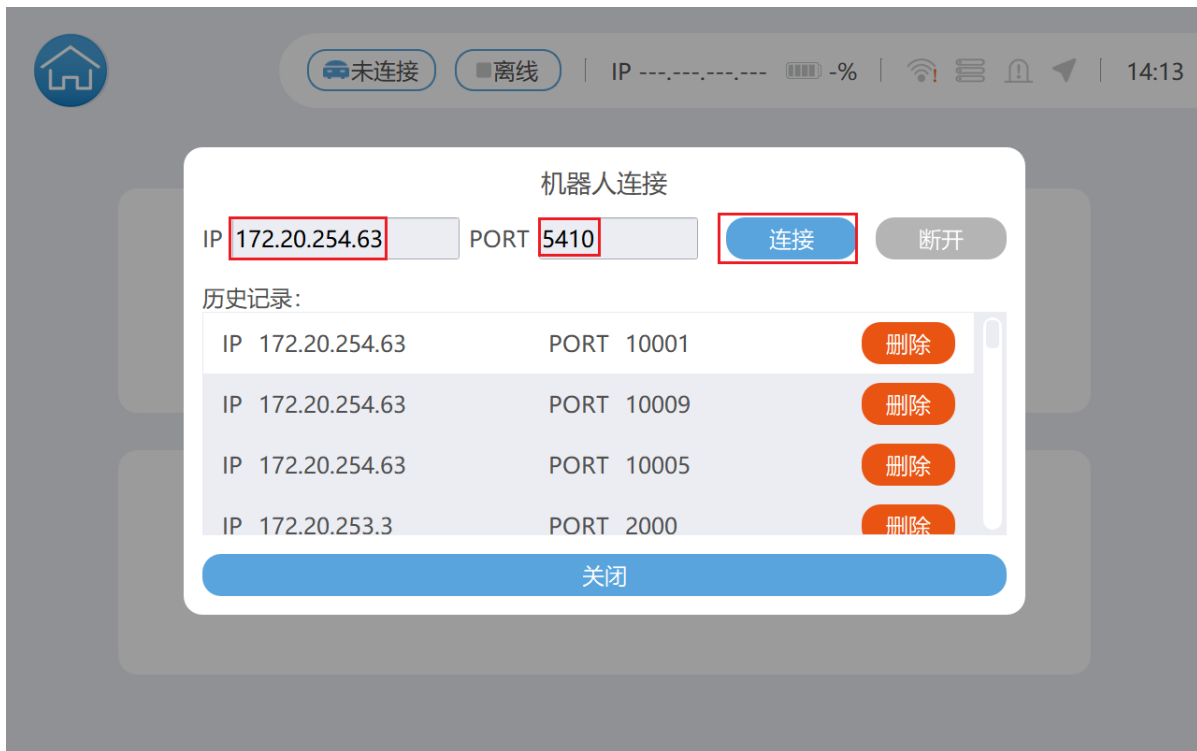 未连接 离线 IP ---.---.---.--- -% 14:13
机器人连接
IP 172.20.254.63 PORT 5410 连接 断开
历史记录：
IP 172.20.254.63 PORT 10001 删除
IP 172.20.254.63 PORT 10009 删除
IP 172.20.254.63 PORT 10005 删除
IP 172.20.253.3 PORT 2000 删除
关闭